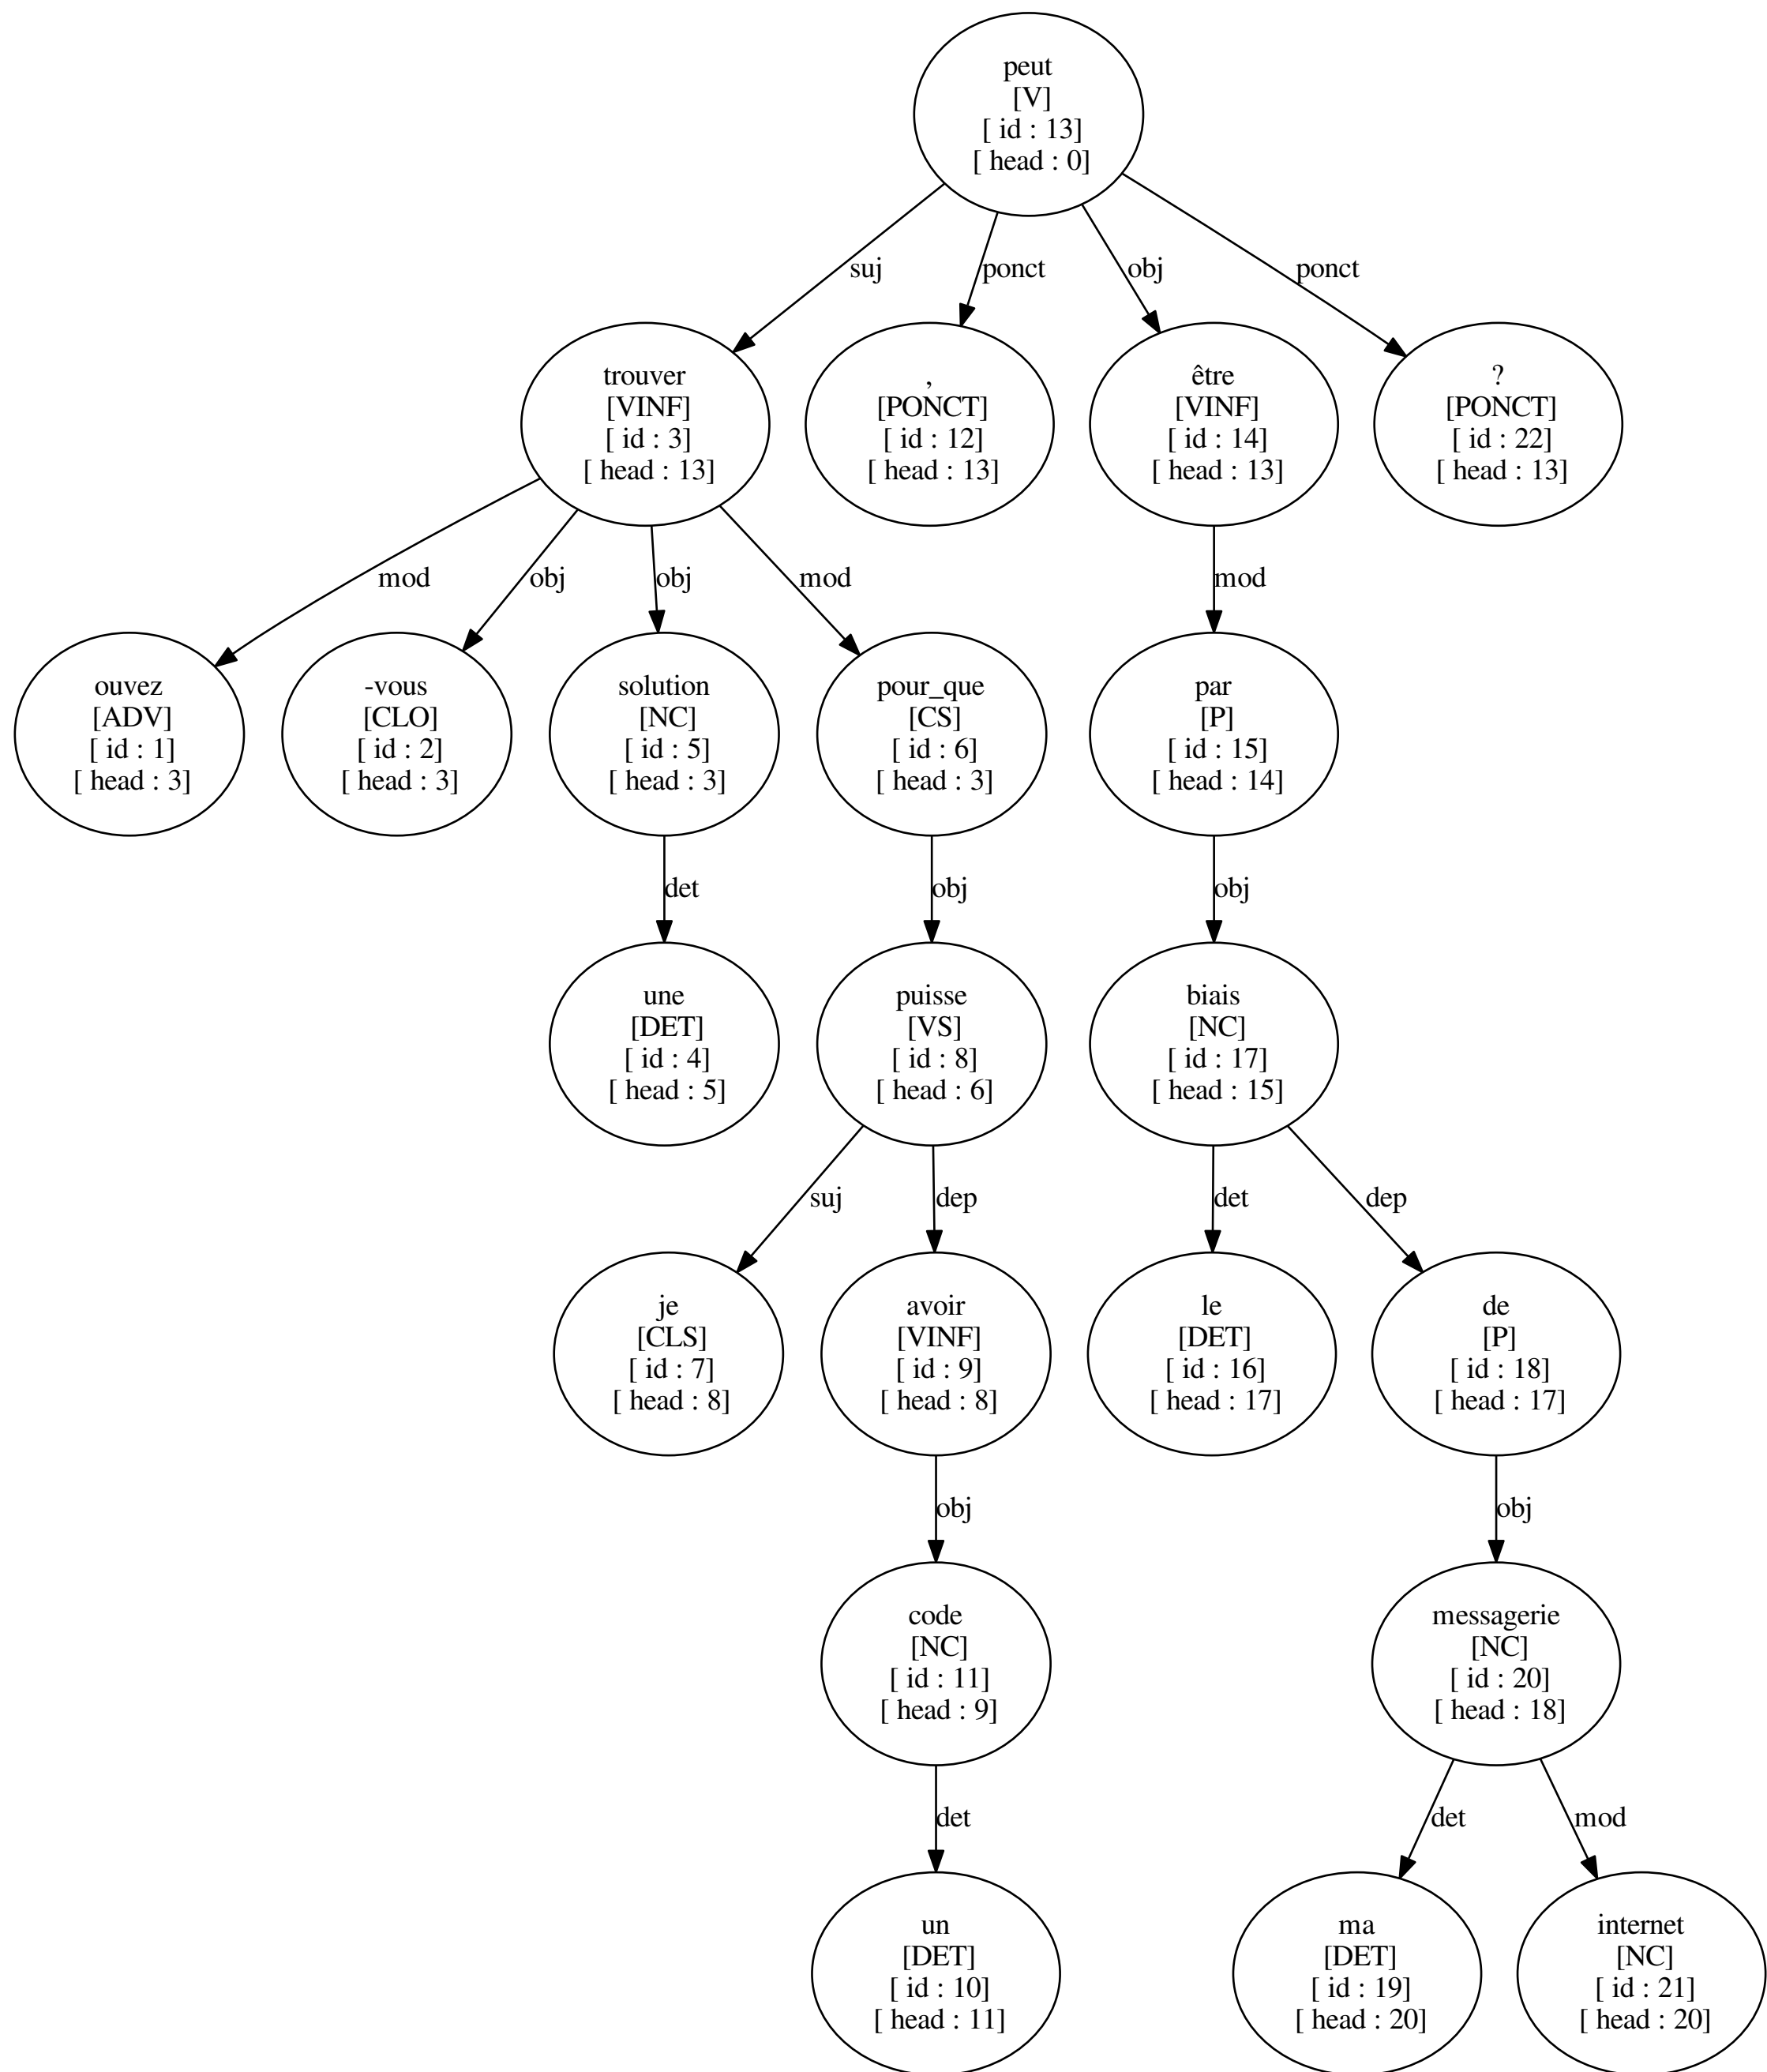 peut
[V]
[ id : 13]
[ head : 0]
suj
ponct
obj
ponct
trouver
[VINF]
[ id : 3]
[ head : 13]
,
[PONCT]
[ id : 12]
[ head : 13]
être
[VINF]
[ id : 14]
[ head : 13]
?
[PONCT]
[ id : 22]
[ head : 13]
mod
obj
obj
mod
mod
ouvez
[ADV]
[ id : 1]
[ head : 3]
-vous
[CLO]
[ id : 2]
[ head : 3]
solution
[NC]
[ id : 5]
[ head : 3]
pour_que
[CS]
[ id : 6]
[ head : 3]
par
[P]
[ id : 15]
[ head : 14]
det
obj
obj
une
[DET]
[ id : 4]
[ head : 5]
puisse
[VS]
[ id : 8]
[ head : 6]
biais
[NC]
[ id : 17]
[ head : 15]
suj
dep
det
dep
je
[CLS]
[ id : 7]
[ head : 8]
avoir
[VINF]
[ id : 9]
[ head : 8]
le
[DET]
[ id : 16]
[ head : 17]
de
[P]
[ id : 18]
[ head : 17]
obj
obj
code
[NC]
[ id : 11]
[ head : 9]
messagerie
[NC]
[ id : 20]
[ head : 18]
det
det
mod
un
[DET]
[ id : 10]
[ head : 11]
ma
[DET]
[ id : 19]
[ head : 20]
internet
[NC]
[ id : 21]
[ head : 20]